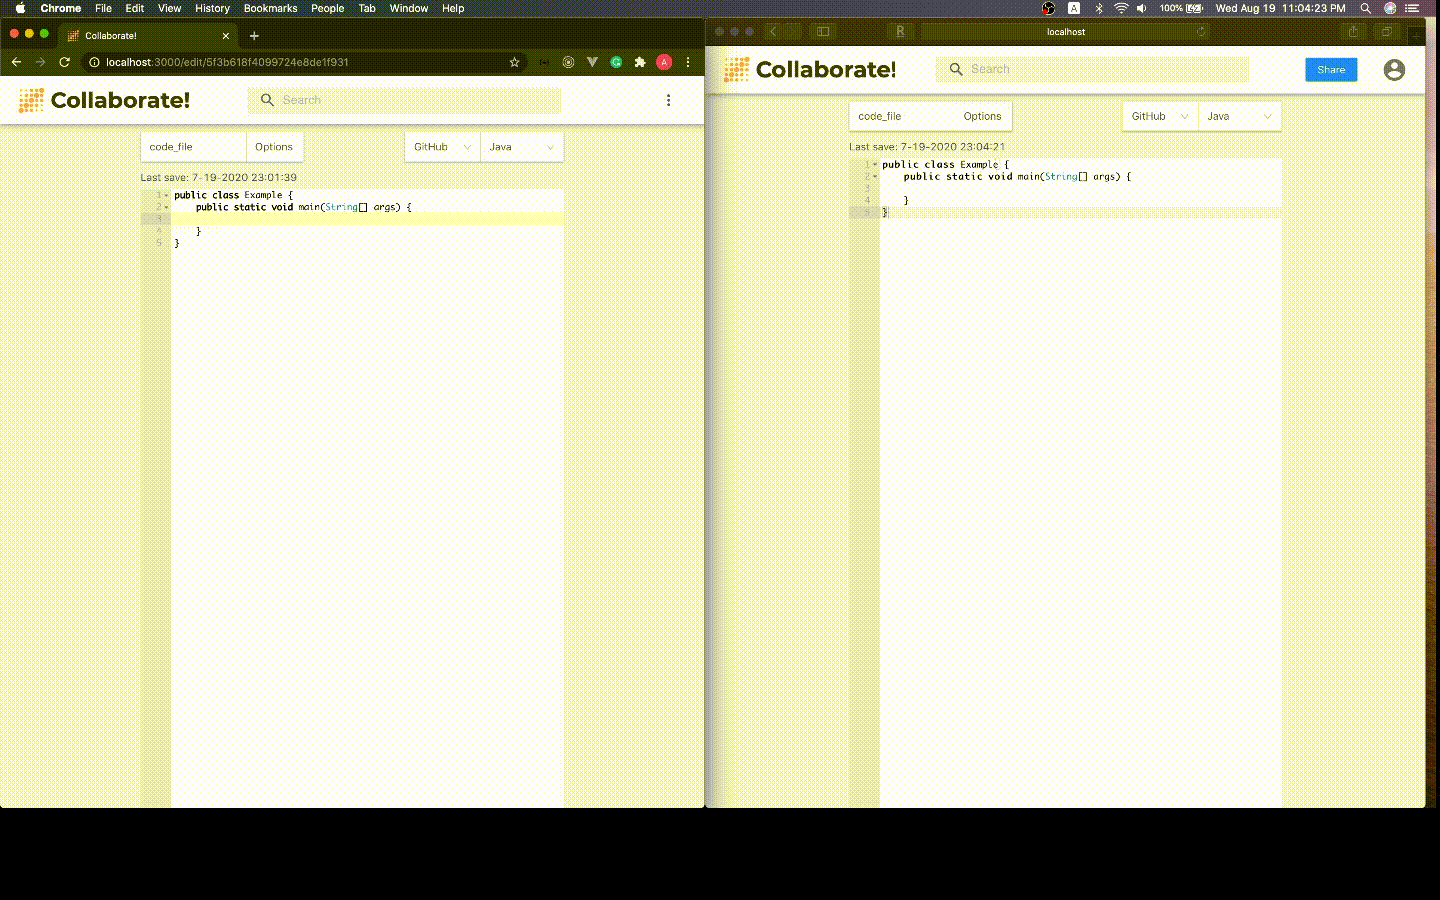 Chrome File Edit View History Bookmarks People Tab Window Help
A 100% Wed Aug 19 11:04:23 PM
Collaborate!
localhost:3000/edit/5f3b618f4099724e8de1f931
A
Collaborate!
Search
code_file Options GitHub Java
Last save: 7-19-2020 23:01:39
1 public class Example {
2 public static void main(String[] args) {
3
4 }
5 }
R localhost
Collaborate!
Search
Share
code_file Options GitHub Java
Last save: 7-19-2020 23:04:21
1 public class Example {
2 public static void main(String[] args) {
3
4 }
5 }